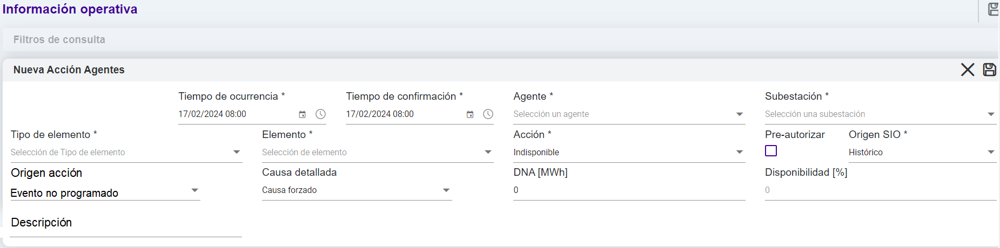 Información operativa
Filtros de consulta
Nueva Acción Agentes
Tiempo de ocurrencia * Tiempo de confirmación * Agente * Subestación *
17/02/2024 08:00 17/02/2024 08:00 Selección un agente Selección una subestación
Tipo de elemento * Elemento * Acción * Pre-autorizar Origen SIO *
Selección de Tipo de elemento Selección de elemento Indisponible Histórico
Origen acción Causa detallada DNA [MWh] Disponibilidad [%]
Evento no programado Causa forzado 0 0
Descripción